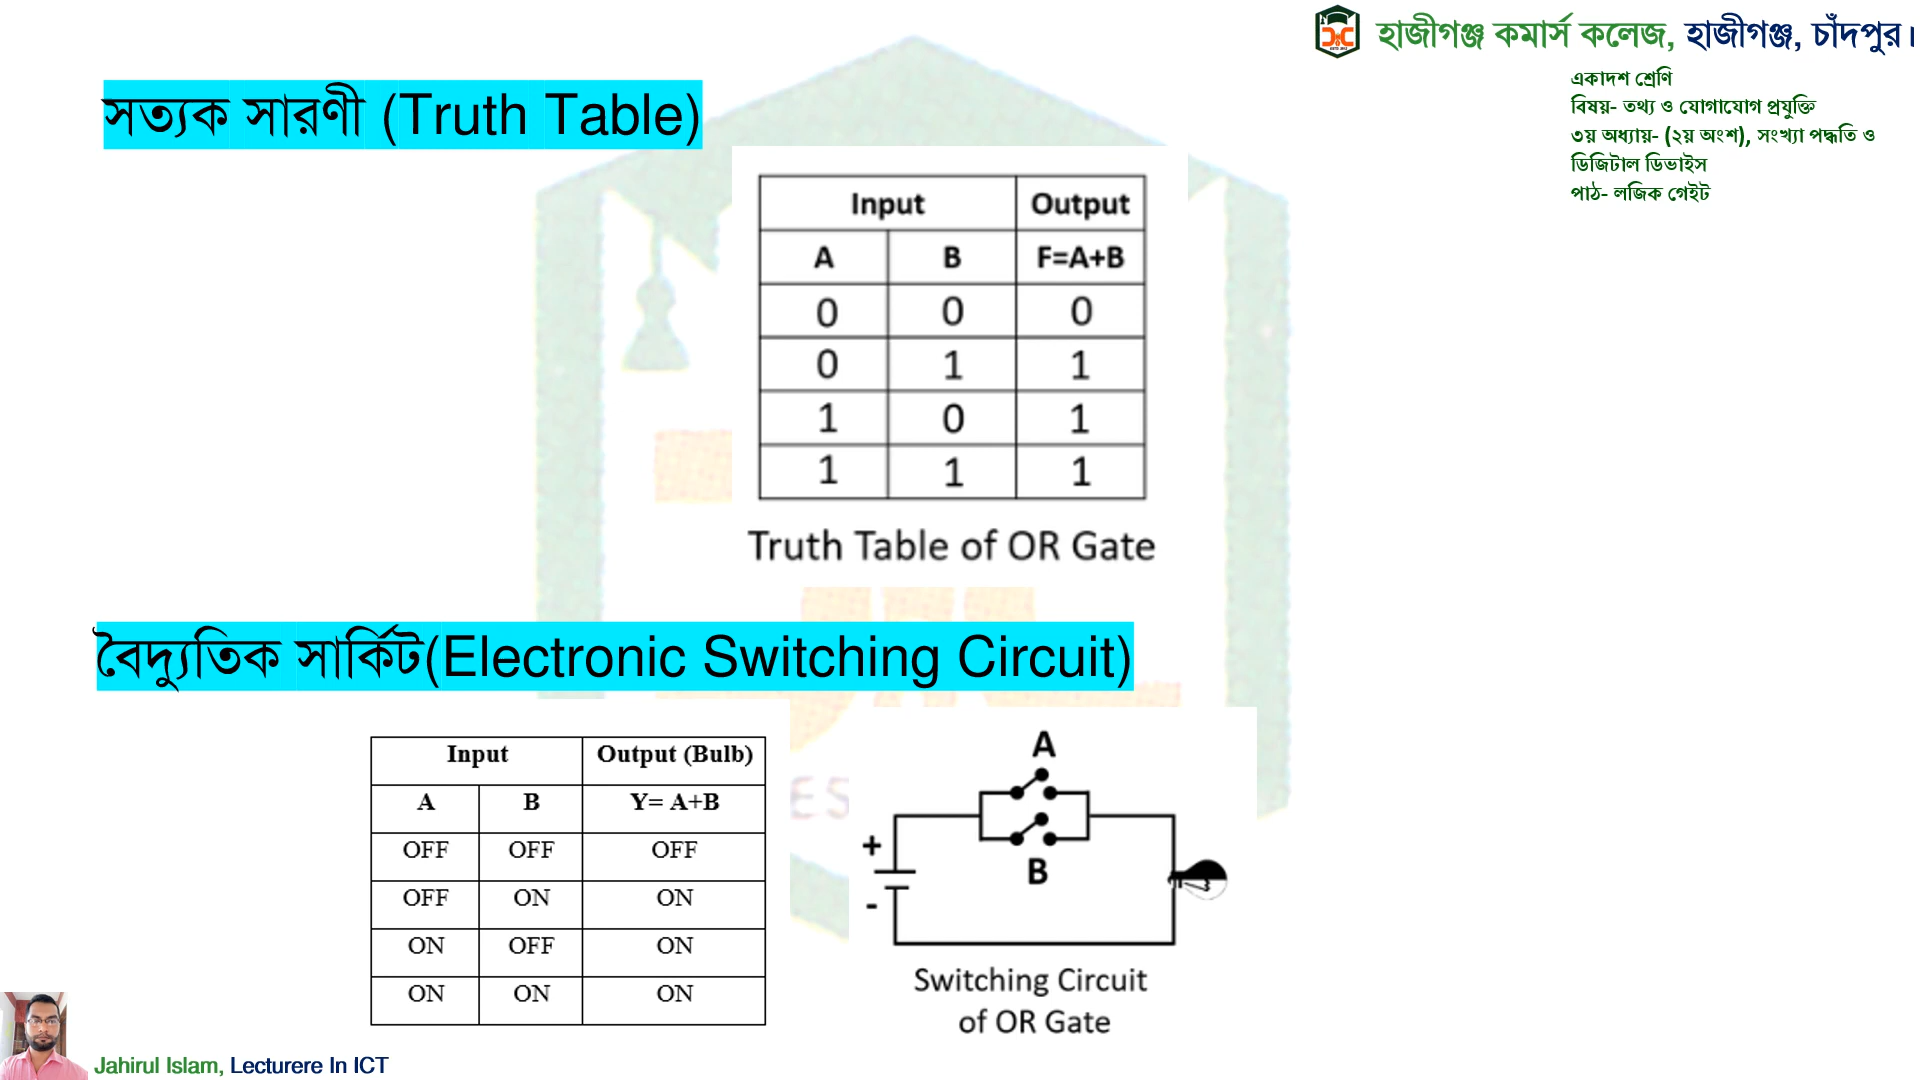 হাজীগঞ্জ কমার্স কলেজ, হাজীগঞ্জ, চাঁদপুর।
একাদশ শ্রেণি
বিষয়- তথ্য ও যোগাযোগ প্রযুক্তি
৩য় অধ্যায়- (২য় অংশ), সংখ্যা পদ্ধতি ও
ডিজিটাল ডিভাইস
পাঠ- লজিক গেইট
সত্যক সারণী (Truth Table)
Input Output
A B F=A+B
0 0 0
0 1 1
1 0 1
1 1 1
Truth Table of OR Gate
বৈদ্যুতিক সার্কিট(Electronic Switching Circuit)
Input Output (Bulb)
A B Y= A+B
OFF OFF OFF
OFF ON ON
ON OFF ON
ON ON ON
A
+
B
-
Switching Circuit
of OR Gate
Jahirul Islam, Lecturere In ICT